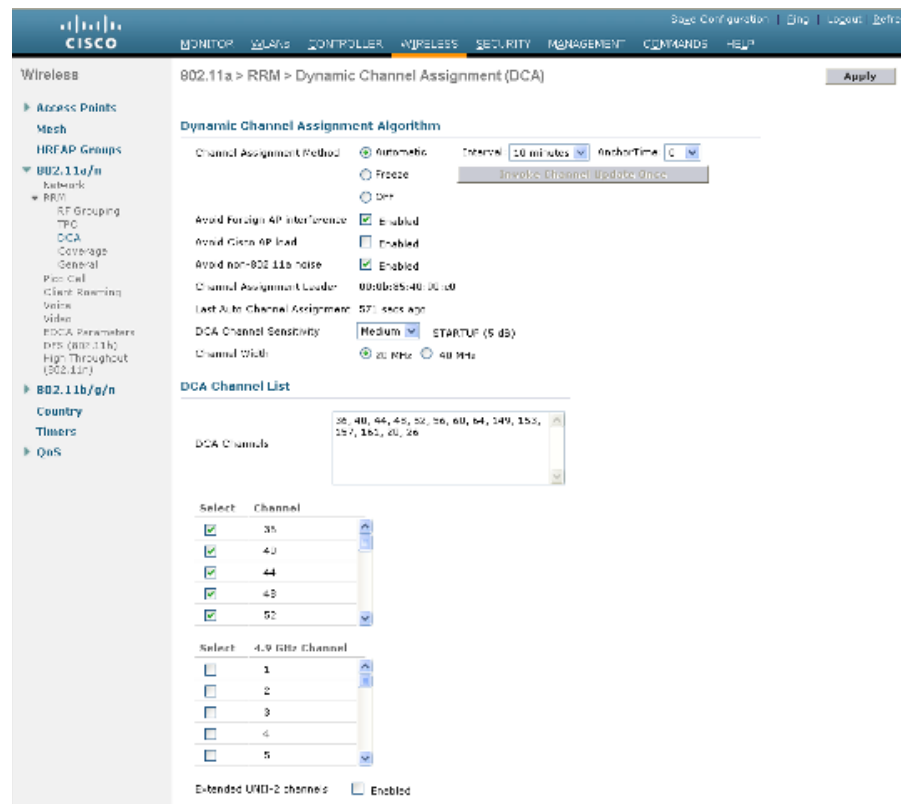 Save Configuration | Ping | Logout | Refre
CISCO
MONITOR WLANs CONTROLLER WIRELESS SECURITY MANAGEMENT COMMANDS HELP
Wireless
802.11a > RRM > Dynamic Channel Assignment (DCA)
Apply
Access Points
Mesh
HREAP Groups
802.11a/n
Network
RRM
RF Grouping
TPC
DCA
Coverage
General
Pico Cell
Client Roaming
Voice
Video
EDCA Parameters
DFS (802.11h)
High Throughput
(802.11n)
802.11b/g/n
Country
Timers
QoS
Dynamic Channel Assignment Algorithm
Channel Assignment Method Automatic Interval 10 minutes AnchorTime 0
Freeze Invoke Channel Update Once
OFF
Avoid Foreign AP interference Enabled
Avoid Cisco AP load Enabled
Avoid non-802.11a noise Enabled
Channel Assignment Leader
Last Auto Channel Assignment 571 secs ago
DCA Channel Sensitivity Medium STARTUP (5 dB)
Channel Width 20 MHz 40 MHz
DCA Channel List
DCA Channels
36, 40, 44, 48, 52, 56, 60, 64, 149, 153,
157, 161, 20, 26
Select Channel
36
40
44
48
52
Select 4.9 GHz Channel
1
2
3
4
5
Extended UNII-2 channels Enabled